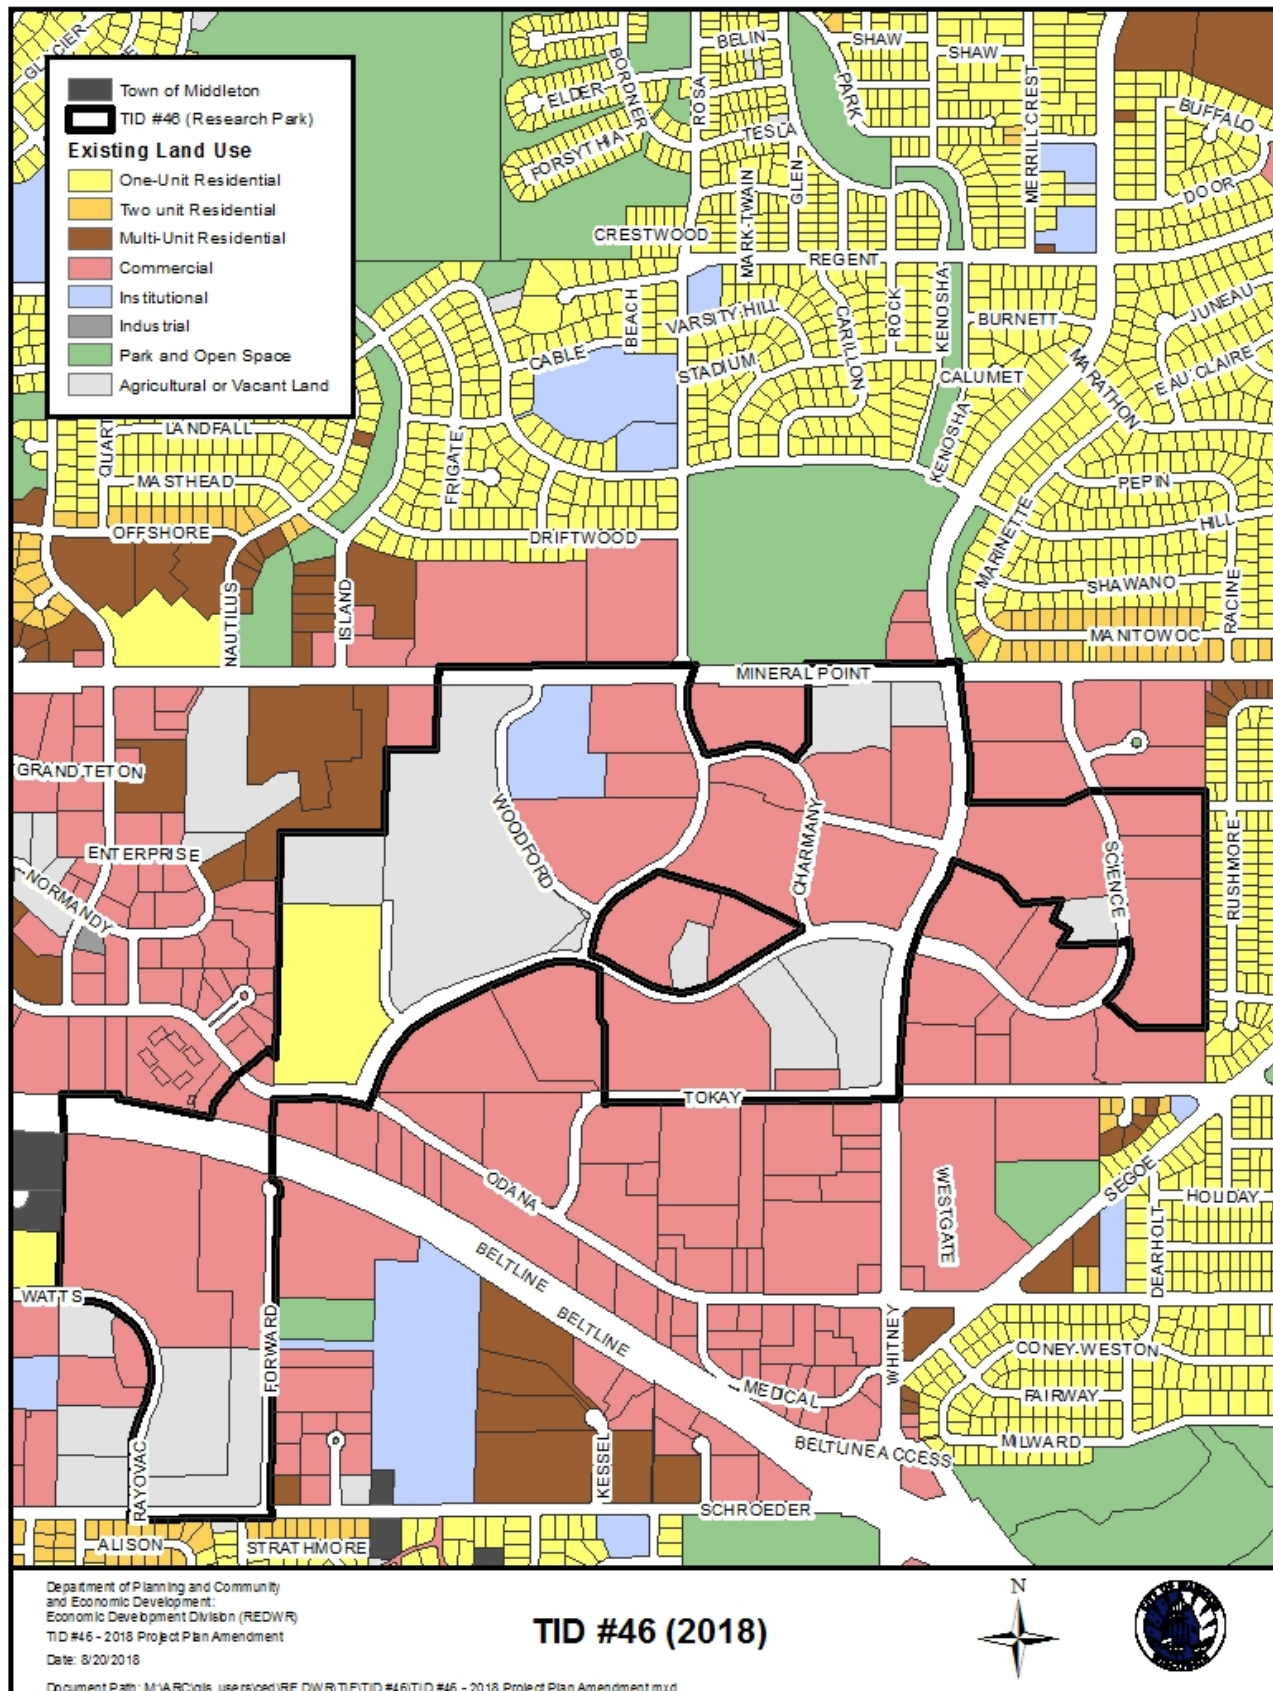 Town of Middleton
TID #46 (Research Park)
Existing Land Use
One-Unit Residential
Two unit Residential
Multi-Unit Residential
Commercial
Institutional
Industrial
Park and Open Space
Agricultural or Vacant Land
GLACIER
BELIN
SHAW
SHAW
BORDNER
ELDER
ROSA
PARK
MERRILL CREST
BUFFALO
FORSYTHIA
TESLA
GLEN
MARK-TWAIN
DOOR
CRESTWOOD
REGENT
BEACH
VARSITY HILL
CARILLON
ROCK
KENOSHA
BURNETT
JUNEAU
CABLE
STADIUM
CALUMET
MARATHON
EAU CLAIRE
LANDFALL
FRIGATE
KENOSHA
MASTHEAD
PEPIN
OFFSHORE
DRIFTWOOD
HILL
MARINETTE
NAUTILUS
ISLAND
SHAWANO
RACINE
MANITOWOC
MINERAL POINT
GRAND TETON
WOODFORD
CHARMANY
SCIENCE
RUSHMORE
ENTERPRISE
NORMANDY
TOKAY
ODANA
WESTGATE
SEGOE
HOLIDAY
DEARHOLT
BELTLINE
BELTLINE
WATTS
FORWARD
WHITNEY
CONEY-WESTON
MEDICAL
FAIRWAY
RAYOVAC
KESSEL
BELTLINE ACCESS
MILWARD
SCHROEDER
ALISON
STRATHMORE
Department of Planning and Community
and Economic Development:
Economic Development Division (REDWR)
TID #46 - 2018 Project Plan Amendment
Date: 8/20/2018
TID #46 (2018)
N